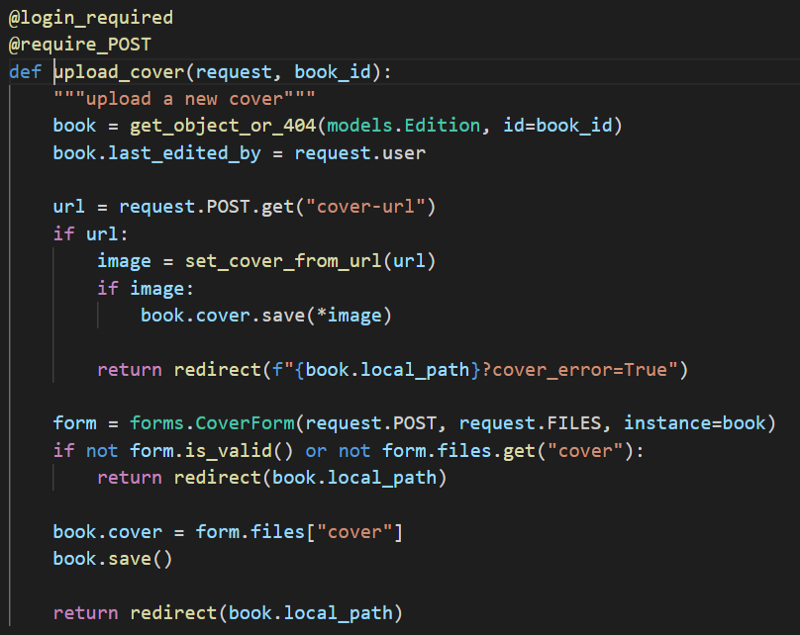 @login_required
@require_POST
def upload_cover(request, book_id):
    """upload a new cover"""
    book = get_object_or_404(models.Edition, id=book_id)
    book.last_edited_by = request.user

    url = request.POST.get("cover-url")
    if url:
        image = set_cover_from_url(url)
        if image:
            book.cover.save(*image)

        return redirect(f"{book.local_path}?cover_error=True")

    form = forms.CoverForm(request.POST, request.FILES, instance=book)
    if not form.is_valid() or not form.files.get("cover"):
        return redirect(book.local_path)

    book.cover = form.files["cover"]
    book.save()

    return redirect(book.local_path)